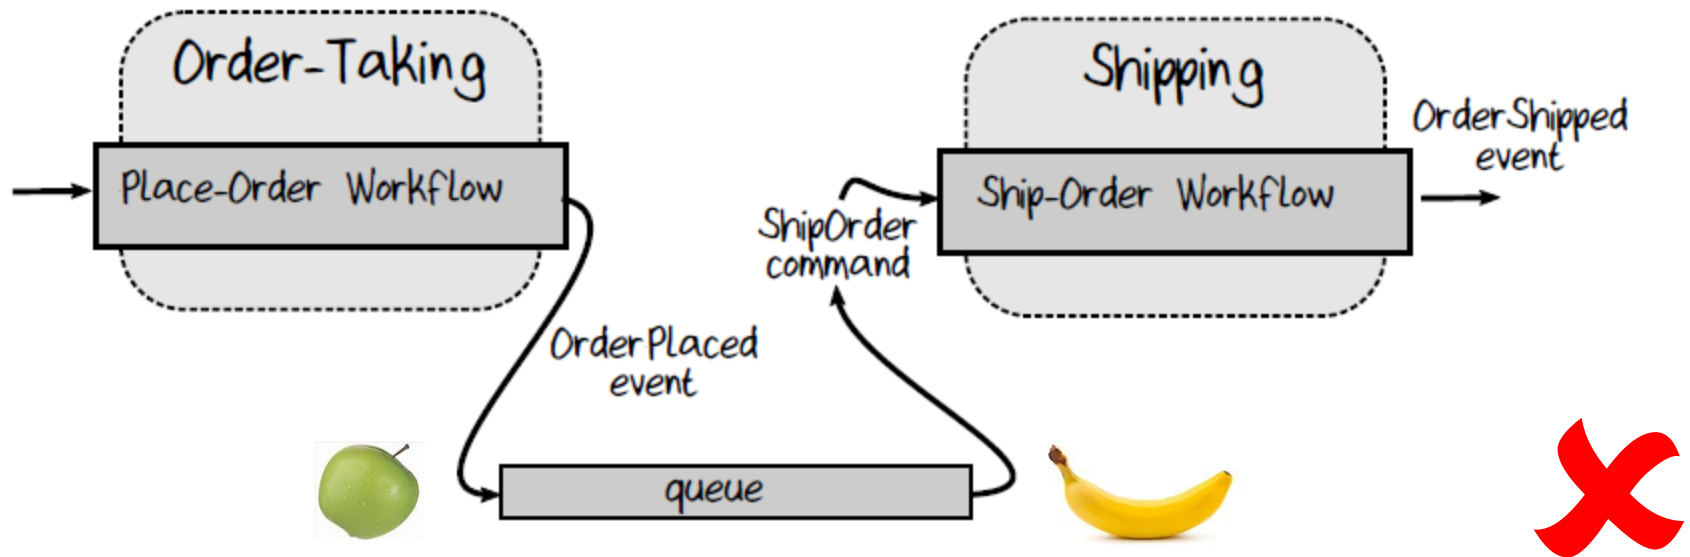 Order-Taking
Shipping
OrderShipped
event
Place-Order Workflow
Ship-Order Workflow
ShipOrder
command
OrderPlaced
event
queue